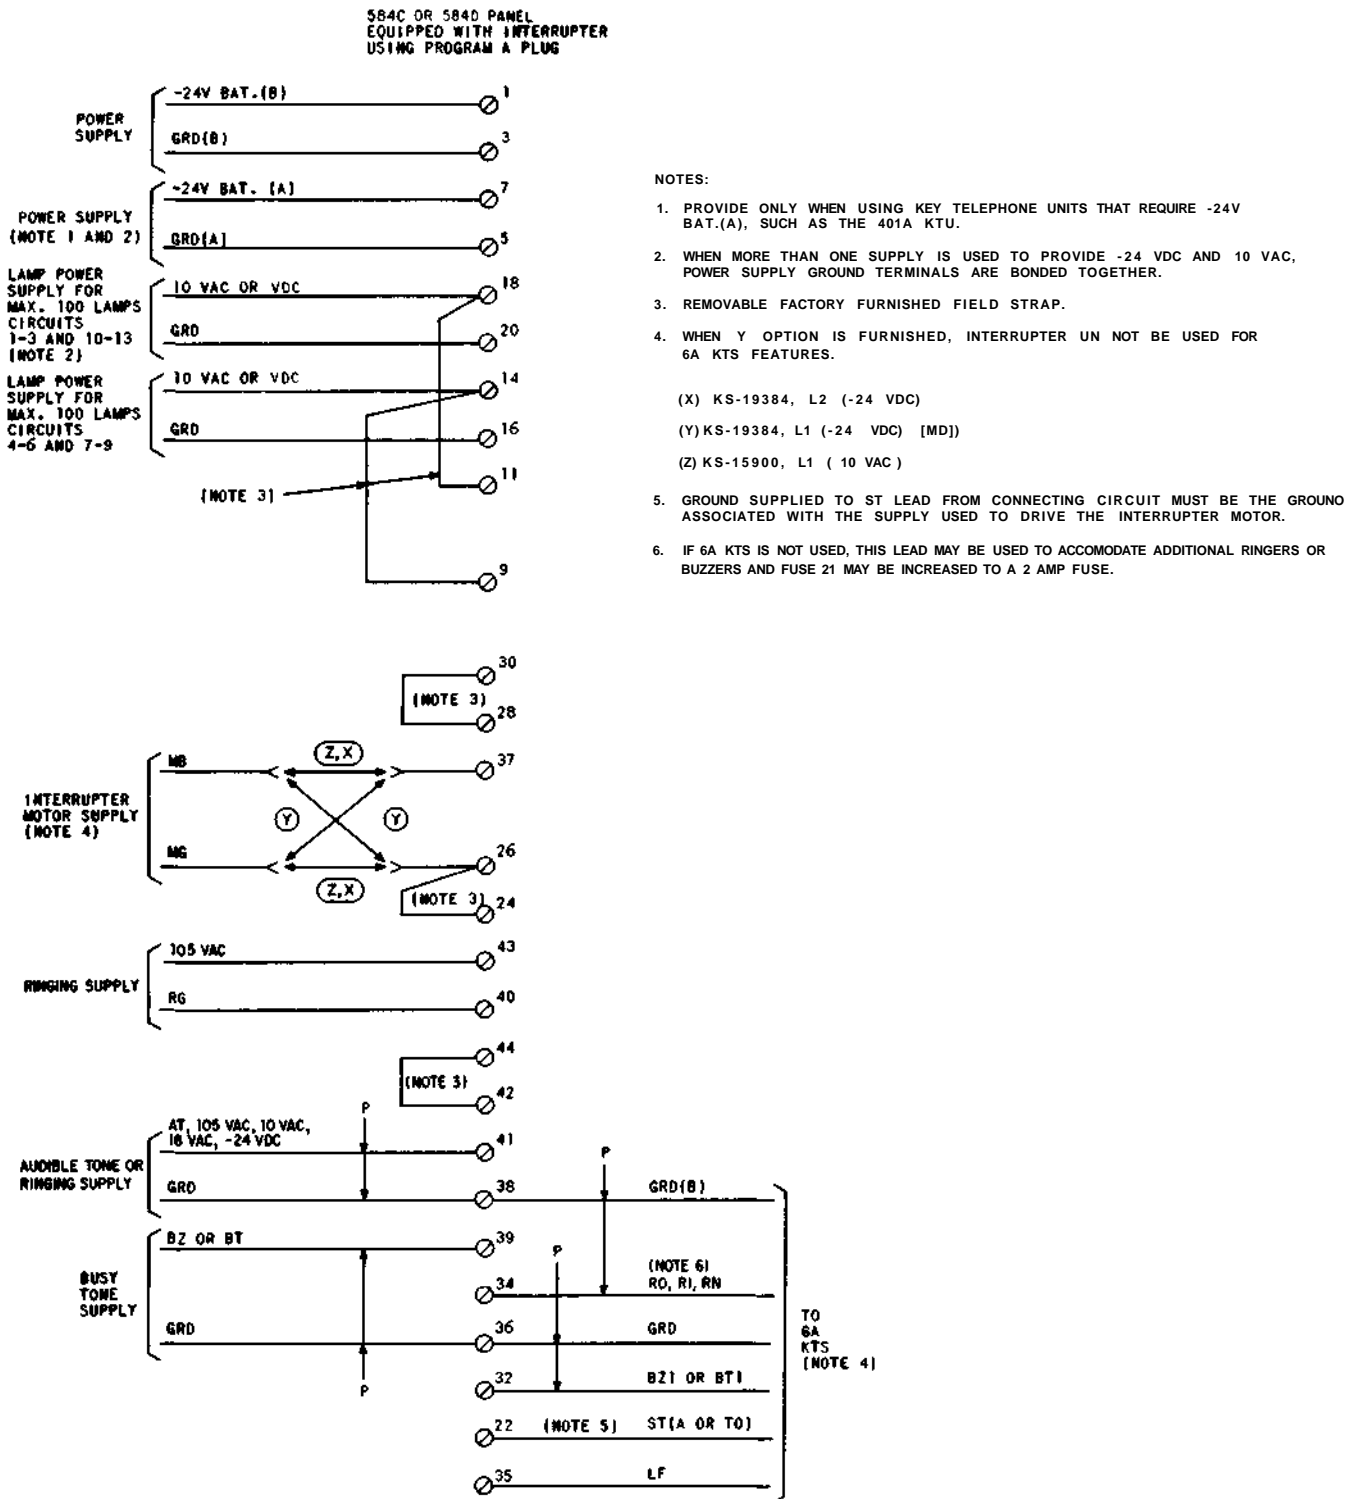 584C OR 584D PANEL
EQUIPPED WITH INTERRUPTER
USING PROGRAM A PLUG
POWER
SUPPLY
-24V BAT.(B)
1
GRD(B)
3
POWER SUPPLY
(NOTE 1 AND 2)
-24V BAT. (A)
7
GRD(A)
5
LAMP POWER
SUPPLY FOR
MAX. 100 LAMPS
CIRCUITS
1-3 AND 10-13
(NOTE 2)
10 VAC OR VDC
18
GRD
20
LAMP POWER
SUPPLY FOR
MAX. 100 LAMPS
CIRCUITS
4-6 AND 7-9
10 VAC OR VDC
14
GRD
16
(NOTE 3)
11
9
NOTES:
1. PROVIDE ONLY WHEN USING KEY TELEPHONE UNITS THAT REQUIRE -24V
BAT.(A), SUCH AS THE 401A KTU.
2. WHEN MORE THAN ONE SUPPLY IS USED TO PROVIDE -24 VDC AND 10 VAC,
POWER SUPPLY GROUND TERMINALS ARE BONDED TOGETHER.
3. REMOVABLE FACTORY FURNISHED FIELD STRAP.
4. WHEN Y OPTION IS FURNISHED, INTERRUPTER UN NOT BE USED FOR
6A KTS FEATURES.
(X) KS-19384, L2 (-24 VDC)
(Y) KS-19384, L1 (-24 VDC) [MD])
(Z) KS-15900, L1 ( 10 VAC )
5. GROUND SUPPLIED TO ST LEAD FROM CONNECTING CIRCUIT MUST BE THE GROUNO
ASSOCIATED WITH THE SUPPLY USED TO DRIVE THE INTERRUPTER MOTOR.
6. IF 6A KTS IS NOT USED, THIS LEAD MAY BE USED TO ACCOMODATE ADDITIONAL RINGERS OR
BUZZERS AND FUSE 21 MAY BE INCREASED TO A 2 AMP FUSE.
30
(NOTE 3)
28
INTERRUPTER
MOTOR SUPPLY
(NOTE 4)
MB
Z,X
37
Y
Y
MG
Z,X
26
(NOTE 3)
24
RINGING SUPPLY
105 VAC
43
RG
40
44
(NOTE 3)
42
AUDIBLE TONE OR
RINGING SUPPLY
AT, 105 VAC, 10 VAC,
18 VAC, -24 VDC
P
41
P
GRD
38
GRD(B)
BUSY
TONE
SUPPLY
BZ OR BT
39
P
34
(NOTE 6)
RO, RI, RN
GRD
36
GRD
P
32
BZ1 OR BT1
22
(NOTE 5)
ST(A OR TO)
35
LF
TO
6A
KTS
(NOTE 4)